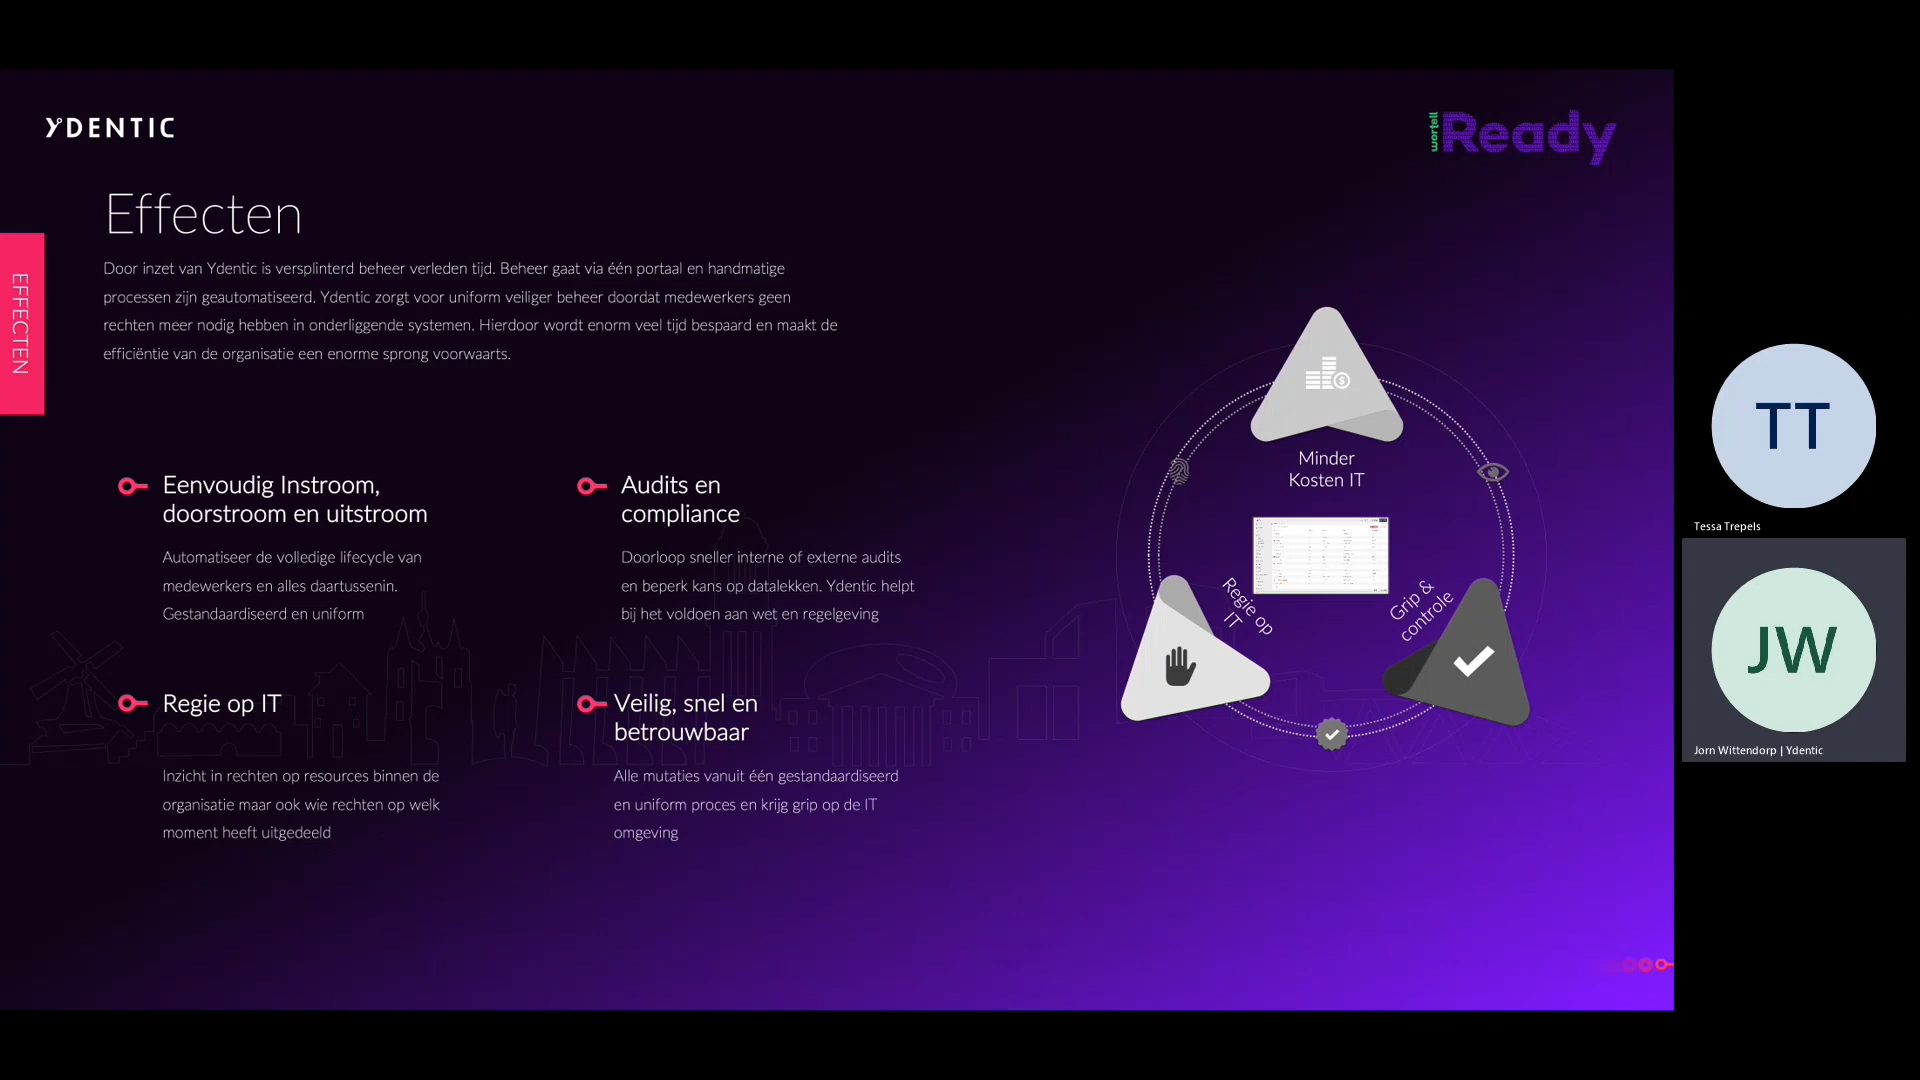 YDENTIC
wortell
Ready
Effecten
EFFECTEN
Door inzet van Ydentic is versplinterd beheer verleden tijd. Beheer gaat via één portaal en handmatige
processen zijn geautomatiseerd. Ydentic zorgt voor uniform veiliger beheer doordat medewerkers geen
rechten meer nodig hebben in onderliggende systemen. Hierdoor wordt enorm veel tijd bespaard en maakt de
efficiëntie van de organisatie een enorme sprong voorwaarts.
Eenvoudig Instroom,
doorstroom en uitstroom
Automatiseer de volledige lifecycle van
medewerkers en alles daartussenin.
Gestandaardiseerd en uniform
Audits en
compliance
Doorloop sneller interne of externe audits
en beperk kans op datalekken. Ydentic helpt
bij het voldoen aan wet en regelgeving
Regie op IT
Inzicht in rechten op resources binnen de
organisatie maar ook wie rechten op welk
moment heeft uitgedeeld
Veilig, snel en
betrouwbaar
Alle mutaties vanuit één gestandaardiseerd
en uniform proces en krijg grip op de IT
omgeving
Minder
Kosten IT
Regie op
IT
Grip &
controle
TT
Tessa Trepels
JW
Jorn Wittendorp | Ydentic